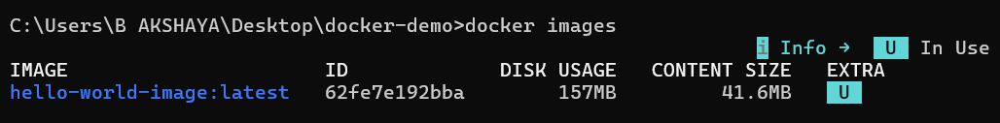 C:\Users\B AKSHAYA\Desktop\docker-demo>docker images
i Info → U In Use
IMAGE ID DISK USAGE CONTENT SIZE EXTRA
hello-world-image:latest 62fe7e192bba 157MB 41.6MB U